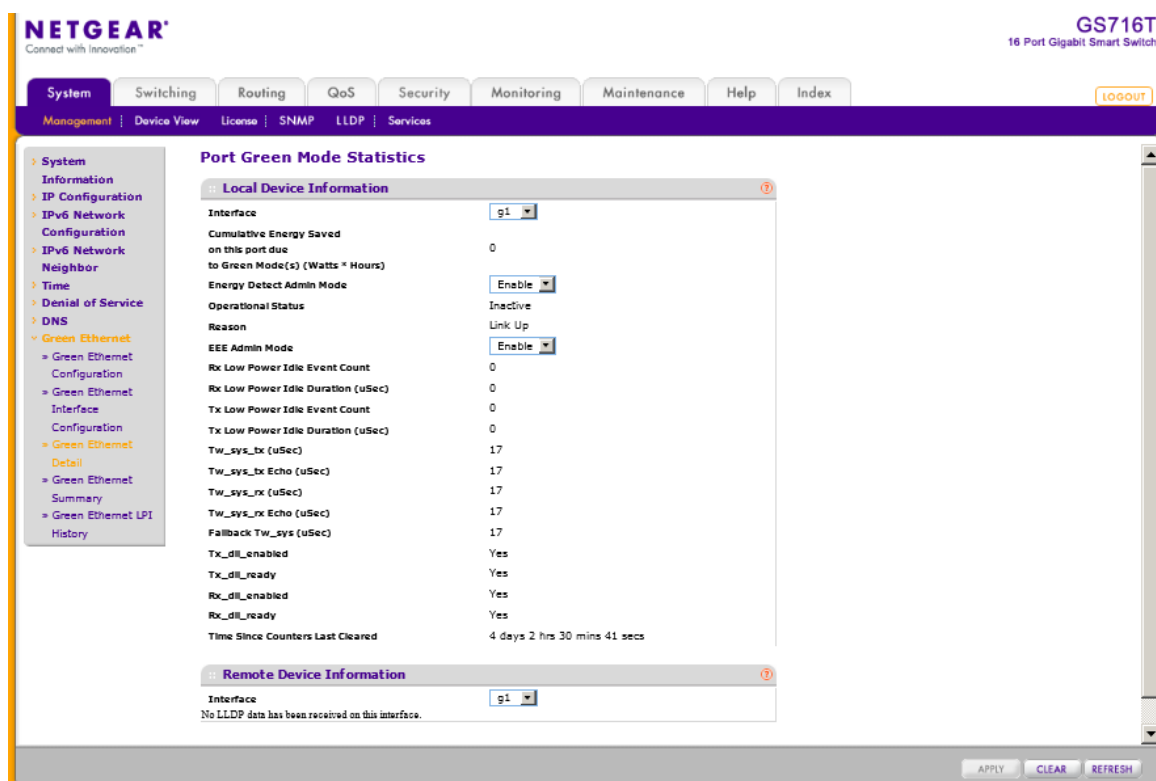 NETGEAR®
Connect with Innovation™
GS716T
16 Port Gigabit Smart Switch
System Switching Routing QoS Security Monitoring Maintenance Help Index
LOGOUT
Management Device View License SNMP LLDP Services
System
Information
IP Configuration
IPv6 Network
Configuration
IPv6 Network
Neighbor
Time
Denial of Service
DNS
Green Ethernet
» Green Ethernet
Configuration
» Green Ethernet
Interface
Configuration
» Green Ethernet
Detail
» Green Ethernet
Summary
» Green Ethernet LPI
History
Port Green Mode Statistics
Local Device Information
Interface g1
Cumulative Energy Saved
on this port due 0
to Green Mode(s) (Watts * Hours)
Energy Detect Admin Mode Enable
Operational Status Inactive
Reason Link Up
EEE Admin Mode Enable
Rx Low Power Idle Event Count 0
Rx Low Power Idle Duration (uSec) 0
Tx Low Power Idle Event Count 0
Tx Low Power Idle Duration (uSec) 0
Tw_sys_tx (uSec) 17
Tw_sys_tx Echo (uSec) 17
Tw_sys_rx (uSec) 17
Tw_sys_rx Echo (uSec) 17
Fallback Tw_sys (uSec) 17
Tx_dll_enabled Yes
Tx_dll_ready Yes
Rx_dll_enabled Yes
Rx_dll_ready Yes
Time Since Counters Last Cleared 4 days 2 hrs 30 mins 41 secs
Remote Device Information
Interface g1
No LLDP data has been received on this interface.
APPLY CLEAR REFRESH